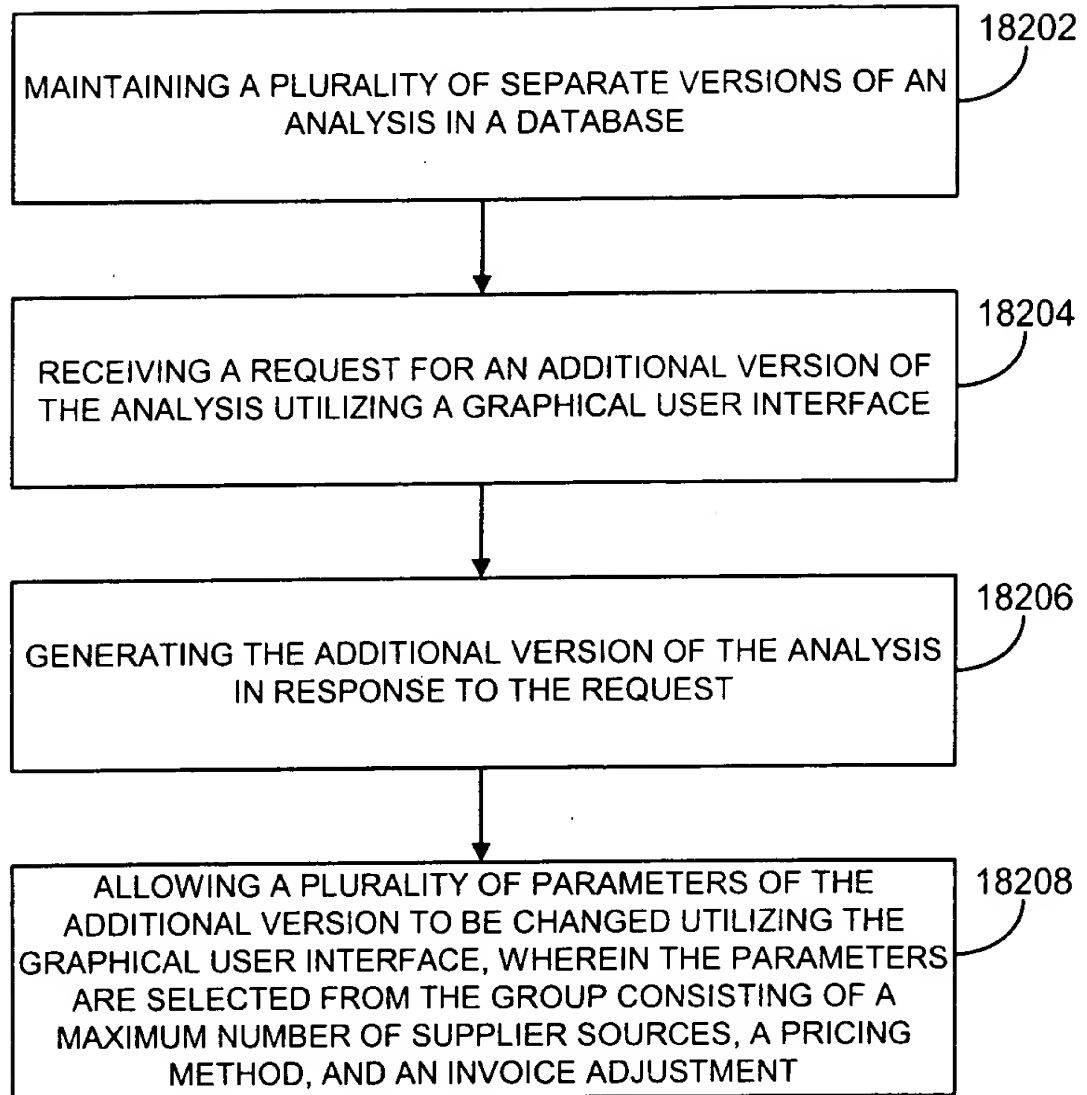 18202
MAINTAINING A PLURALITY OF SEPARATE VERSIONS OF AN
ANALYSIS IN A DATABASE
18204
RECEIVING A REQUEST FOR AN ADDITIONAL VERSION OF
THE ANALYSIS UTILIZING A GRAPHICAL USER INTERFACE
18206
GENERATING THE ADDITIONAL VERSION OF THE ANALYSIS
IN RESPONSE TO THE REQUEST
18208
ALLOWING A PLURALITY OF PARAMETERS OF THE
ADDITIONAL VERSION TO BE CHANGED UTILIZING THE
GRAPHICAL USER INTERFACE, WHEREIN THE PARAMETERS
ARE SELECTED FROM THE GROUP CONSISTING OF A
MAXIMUM NUMBER OF SUPPLIER SOURCES, A PRICING
METHOD, AND AN INVOICE ADJUSTMENT